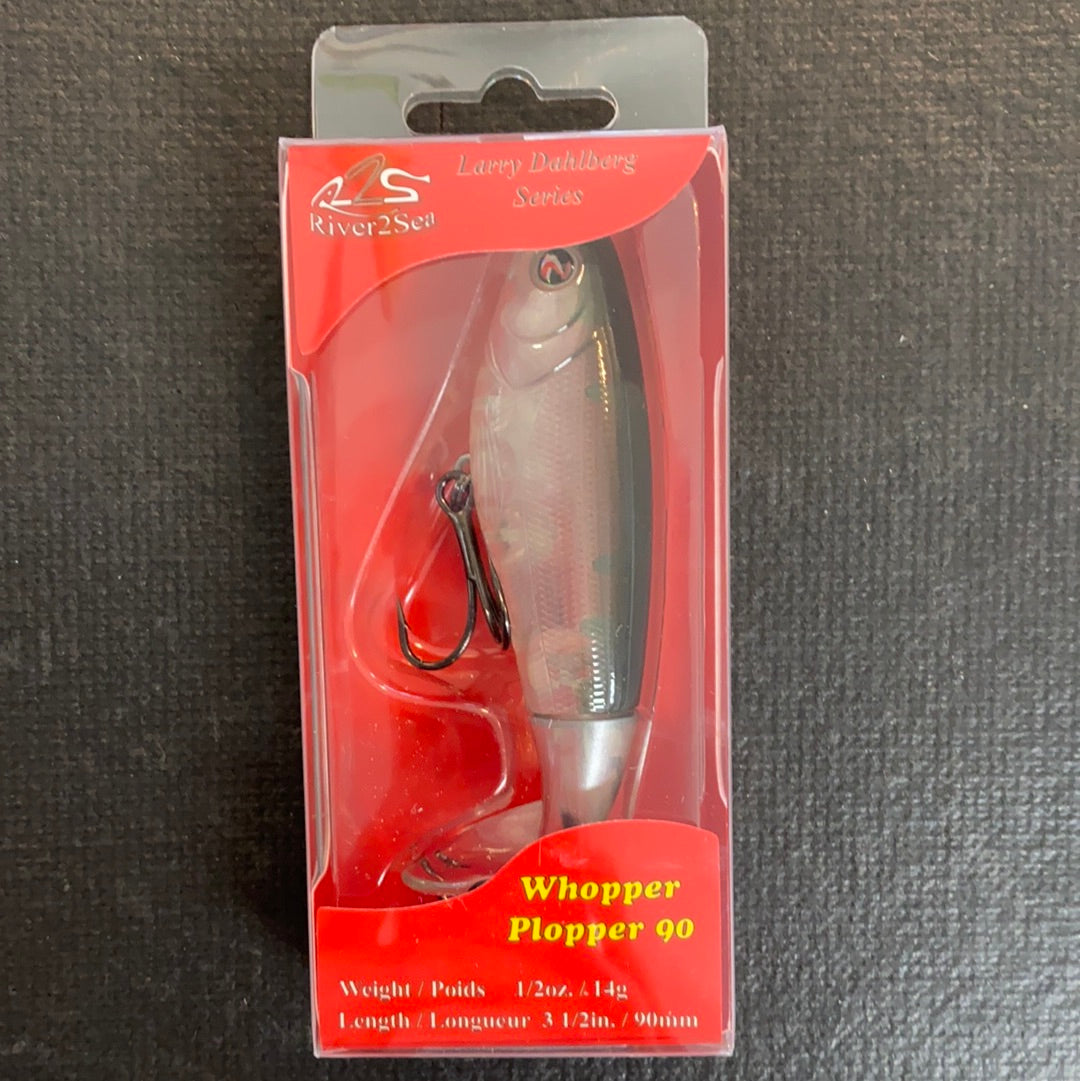 R2S
River2Sea
Larry Dahlberg
Series
Whopper
Plopper 90
Weight / Poids 1/2oz. / 14g
Length / Longueur 3 1/2in. / 90mm